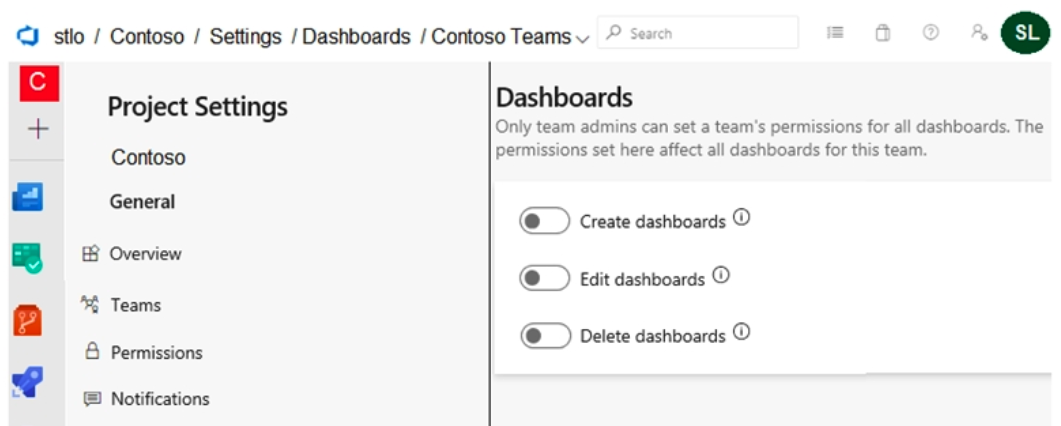 stlo / Contoso / Settings / Dashboards / Contoso Teams
Search
SL
C
Project Settings
Contoso
General
Overview
Teams
Permissions
Notifications
Dashboards
Only team admins can set a team's permissions for all dashboards. The
permissions set here affect all dashboards for this team.
Create dashboards
Edit dashboards
Delete dashboards